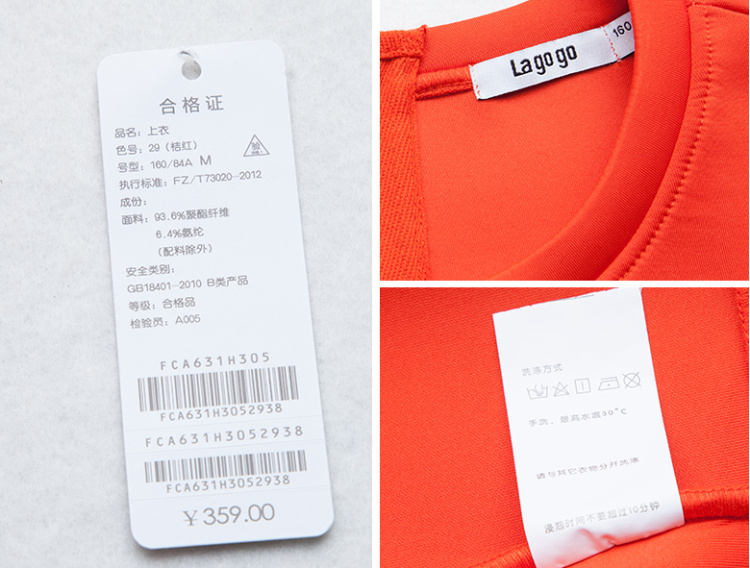 合格证
品名：上衣
色号：29（桔红）
号型：160/84A M
执行标准：FZ/T73020-2012
成份：
面料：93.6%聚酯纤维
6.4%氨纶
（配料除外）
安全类别：
GB18401-2010 B类产品
等级：合格品
检验员：A005
FCA631H305
FCA631H3052938
FCA631H3052938
FCA631H3052938
￥359.00
Lagogo
160
洗涤方式
手洗，最高水温30°C
请与其它衣物分开洗涤
浸泡时间不要超过10分钟